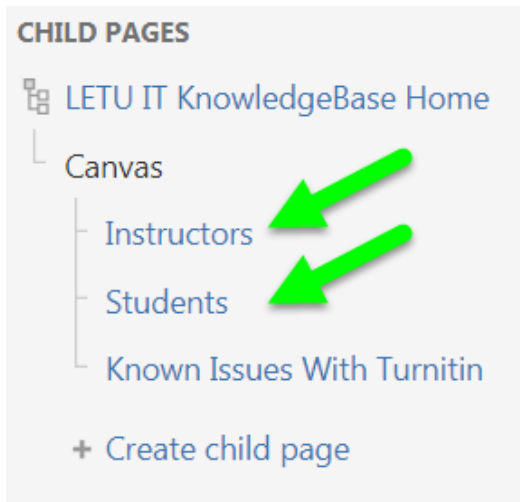 CHILD PAGES
LETU IT KnowledgeBase Home
Canvas
Instructors
Students
Known Issues With Turnitin
+ Create child page